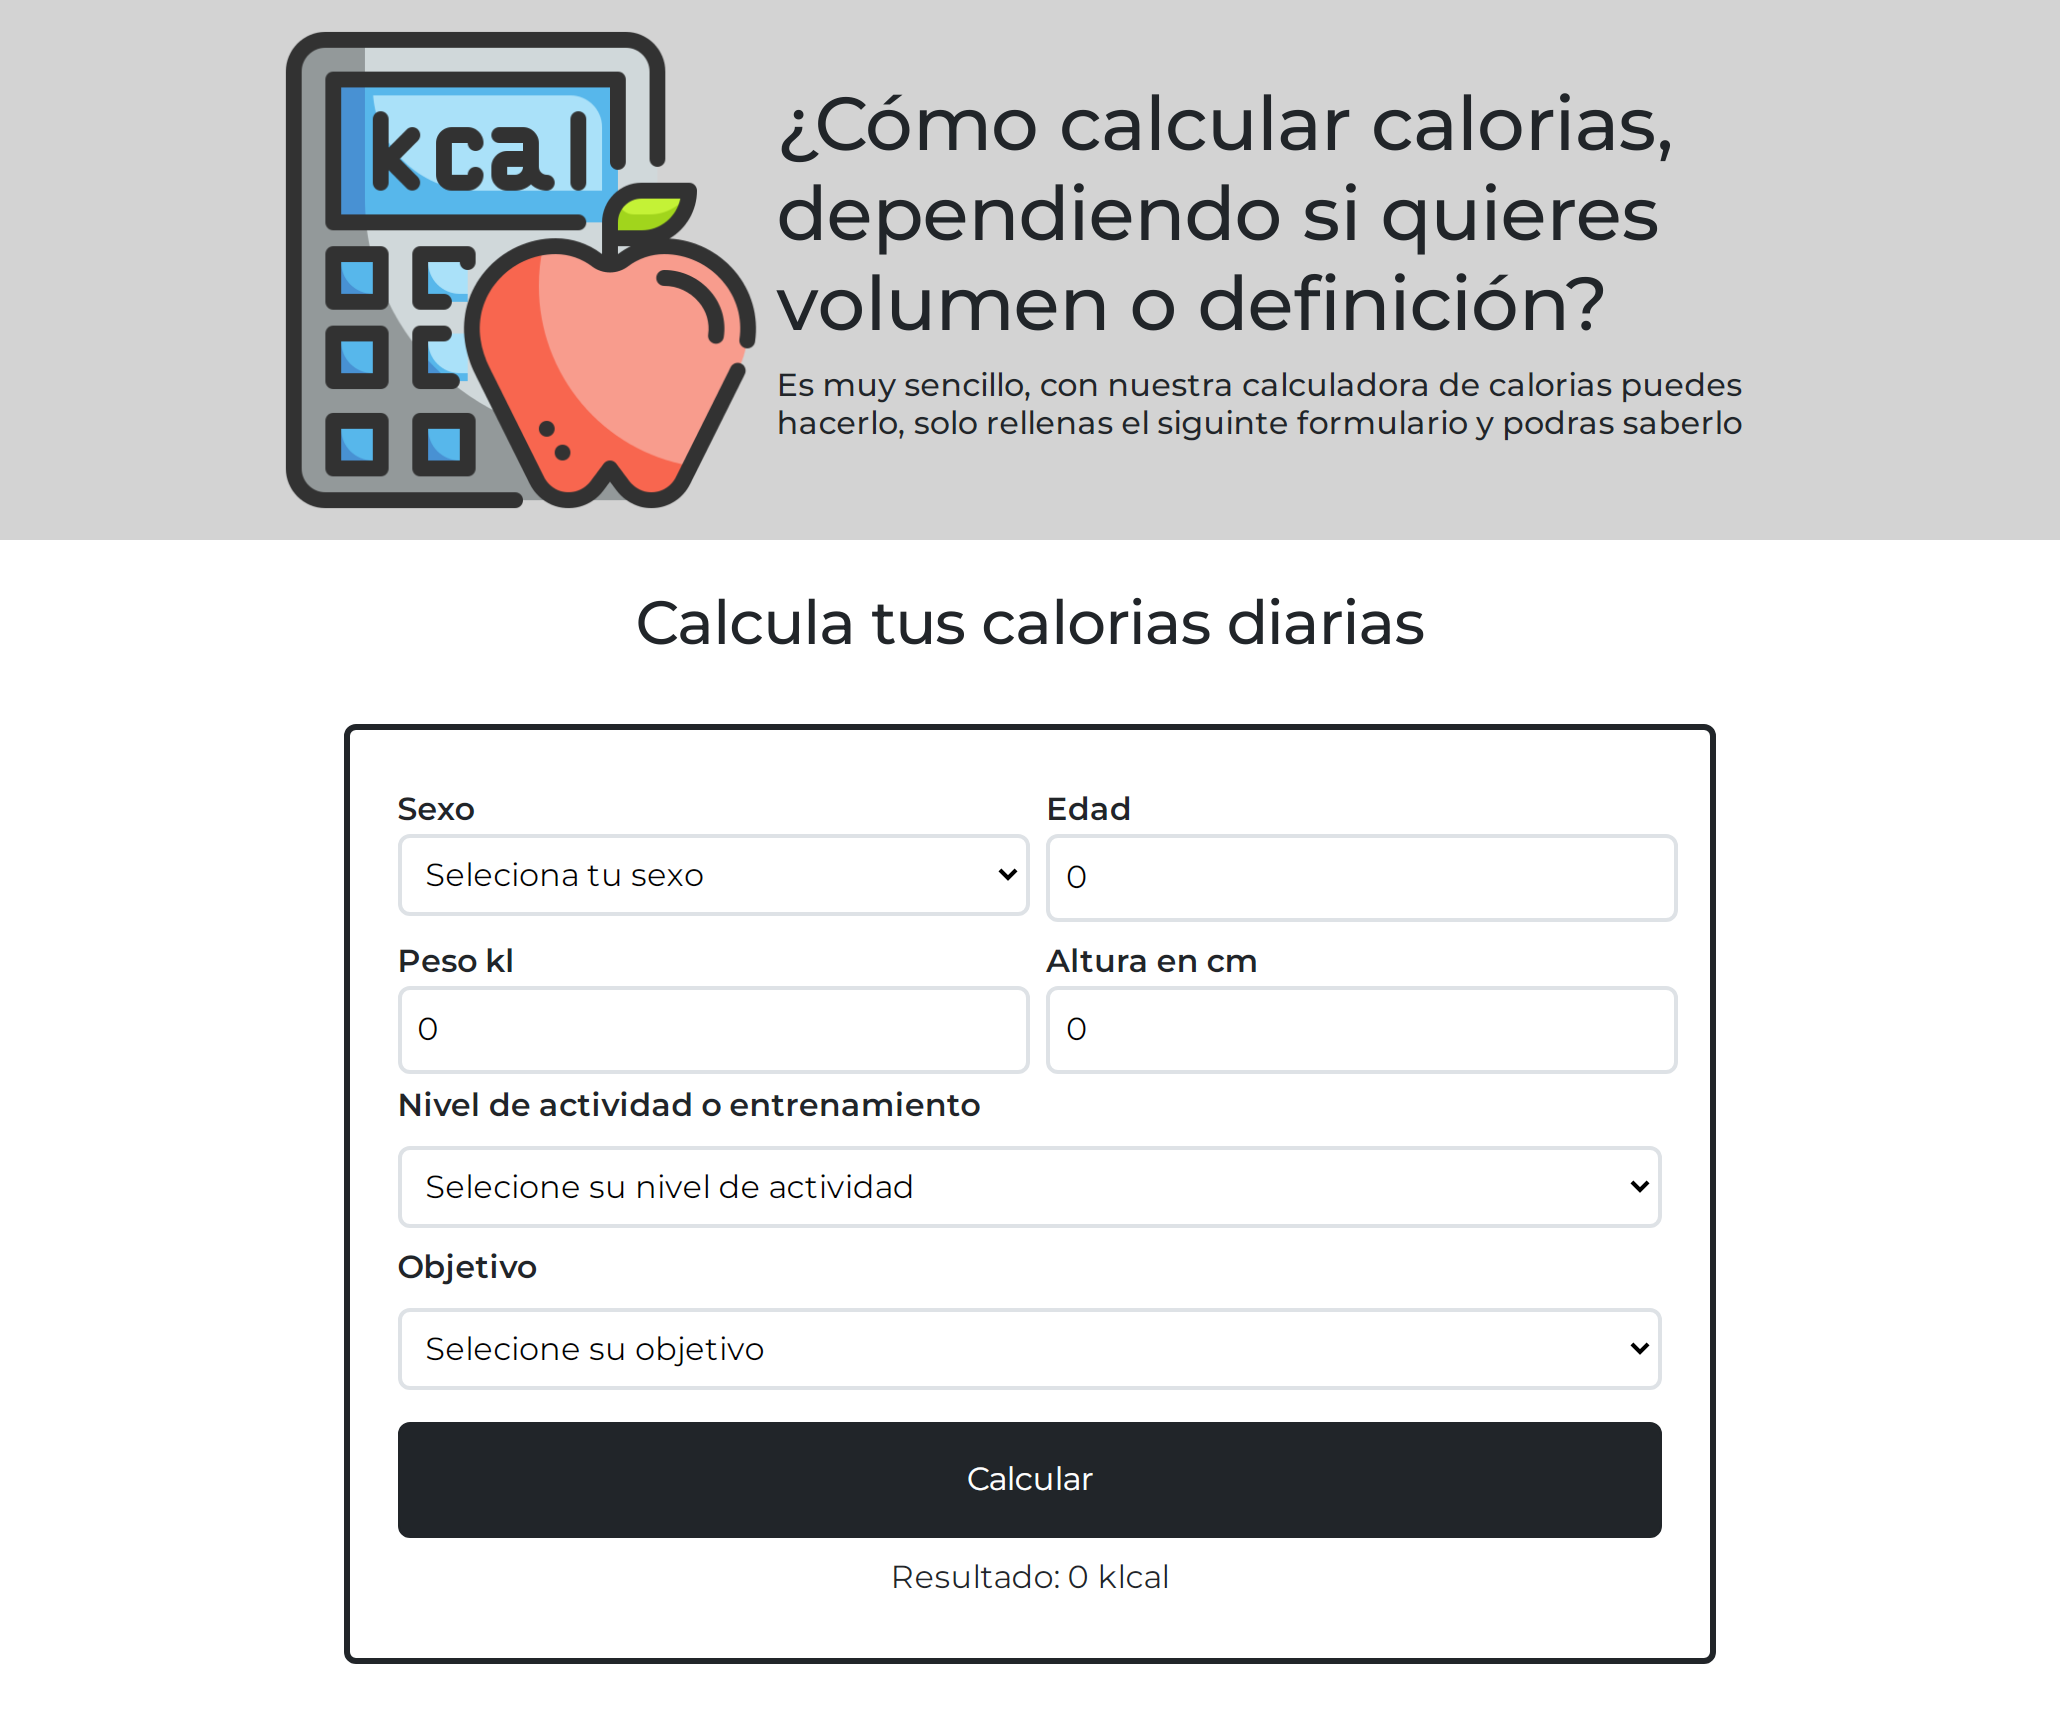 kcal
¿Cómo calcular calorias,
dependiendo si quieres
volumen o definición?
Es muy sencillo, con nuestra calculadora de calorias puedes
hacerlo, solo rellenas el siguinte formulario y podras saberlo
Calcula tus calorias diarias
Sexo
Edad
Seleciona tu sexo
0
Peso kl
Altura en cm
0
0
Nivel de actividad o entrenamiento
Selecione su nivel de actividad
Objetivo
Selecione su objetivo
Calcular
Resultado: 0 klcal